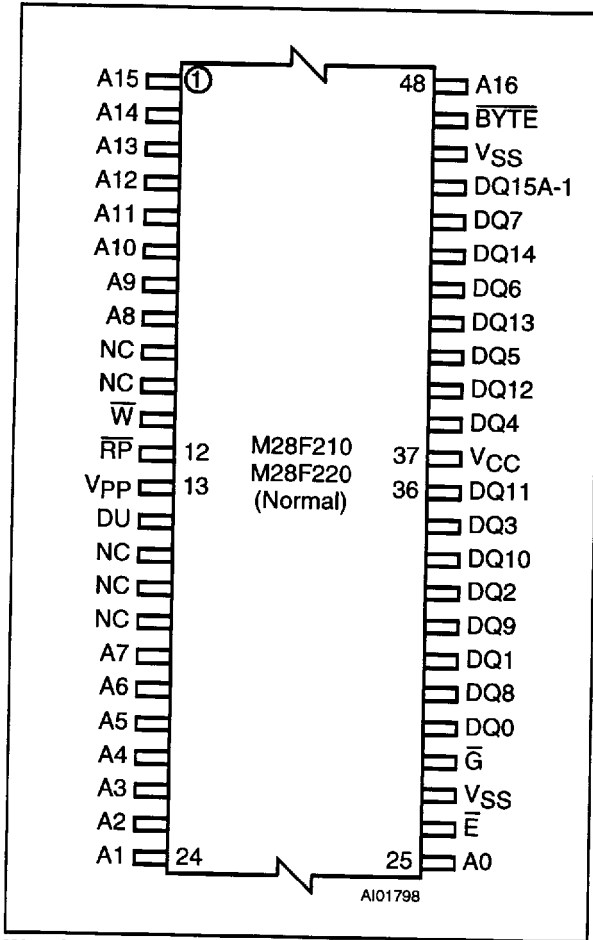 A15 1 48 A16
A14 B̅Y̅T̅E̅
A13 VSS
A12 DQ15A-1
A11 DQ7
A10 DQ14
A9 DQ6
A8 DQ13
NC DQ5
NC DQ12
W̅ DQ4
R̅P̅ 12 M28F210 37 VCC
VPP 13 M28F220 36 DQ11
DU (Normal) DQ3
NC DQ10
NC DQ2
NC DQ9
A7 DQ1
A6 DQ8
A5 DQ0
A4 G̅
A3 VSS
A2 E̅
A1 24 25 A0
AI01798